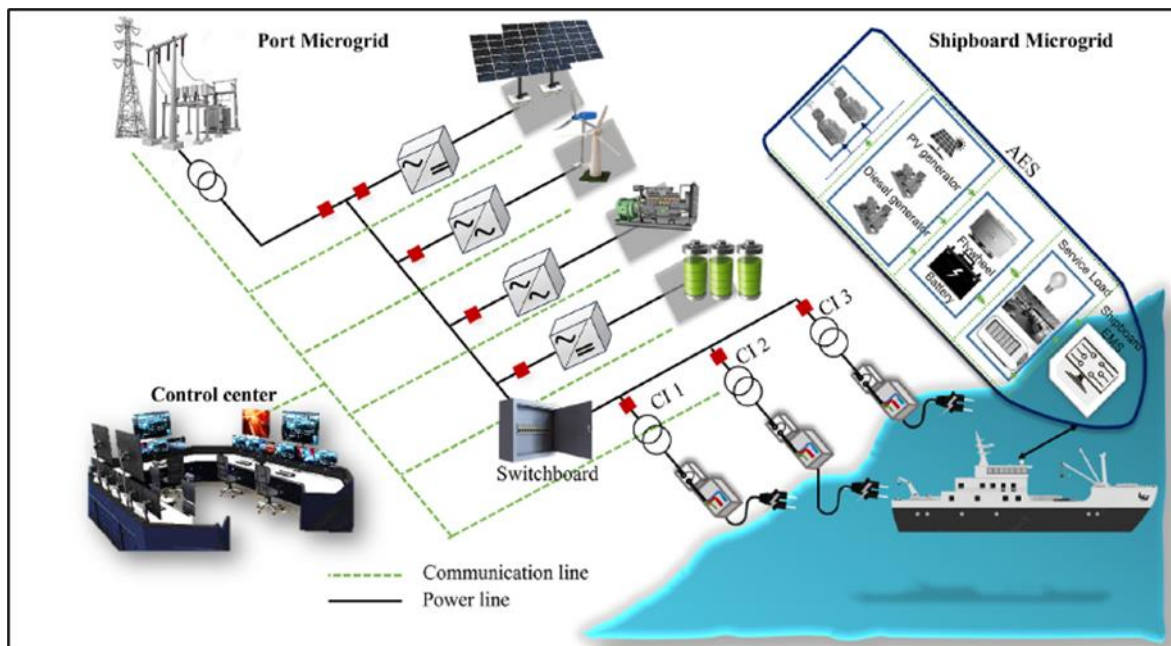 Port Microgrid
Shipboard Microgrid
AES
PV generator
Diesel generator
Flywheel
Battery
Service Load
Shipboard
EMS
CI 3
CI 2
CI 1
Control center
Switchboard
Communication line
Power line